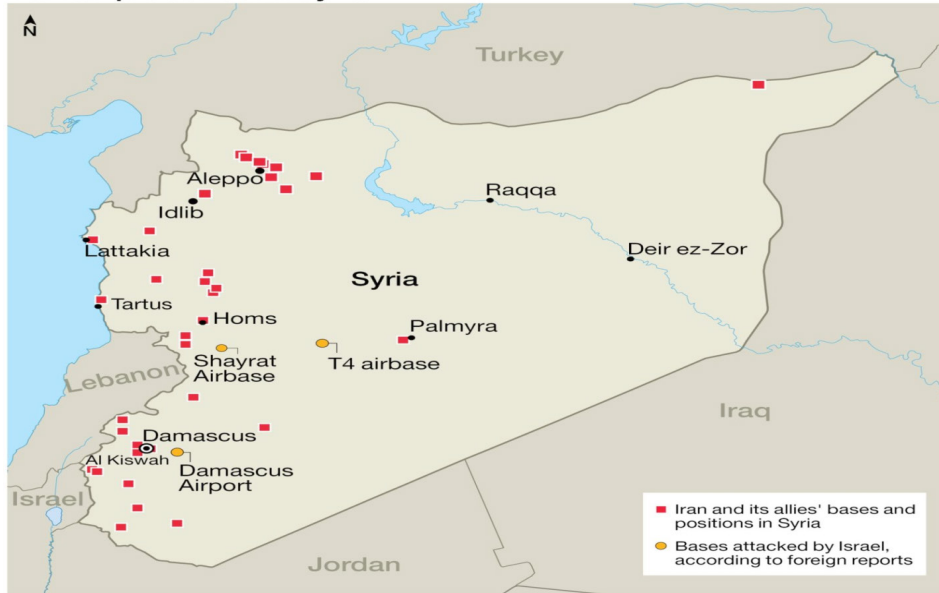 N
Turkey
Aleppo
Idlib
Raqqa
Lattakia
Deir ez-Zor
Syria
Tartus
Homs
Palmyra
Shayrat
Airbase
T4 airbase
Lebanon
Iraq
Damascus
Al Kiswah
Damascus
Airport
Israel
Jordan
Iran and its allies' bases and
positions in Syria
Bases attacked by Israel,
according to foreign reports